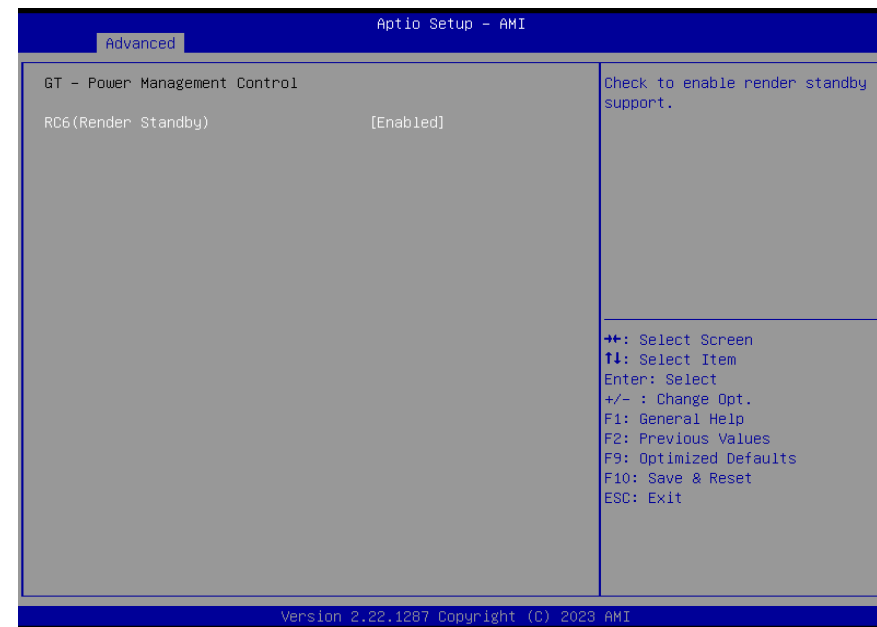 Aptio Setup – AMI
Advanced
GT – Power Management Control
RC6(Render Standby) [Enabled]
Check to enable render standby
support.
→←: Select Screen
↑↓: Select Item
Enter: Select
+/- : Change Opt.
F1: General Help
F2: Previous Values
F9: Optimized Defaults
F10: Save & Reset
ESC: Exit
Version 2.22.1287 Copyright (C) 2023 AMI